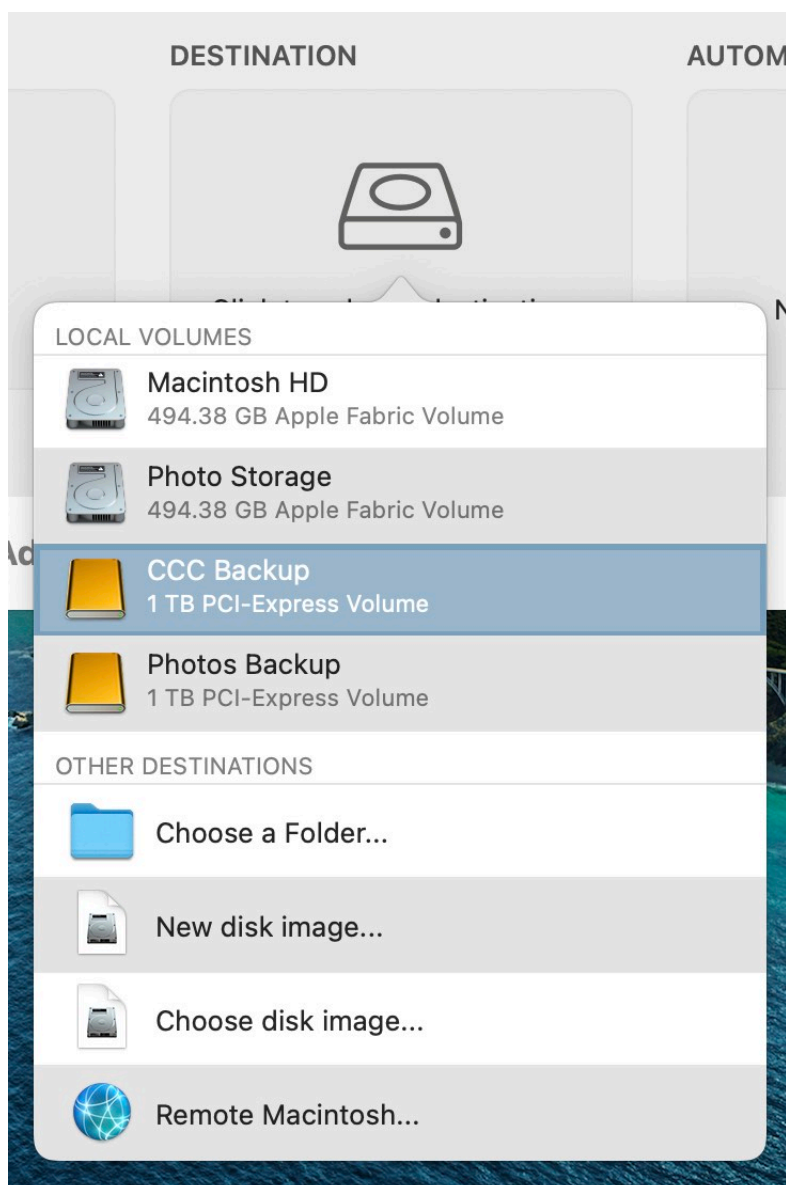 DESTINATION
AUTOM
LOCAL VOLUMES
Macintosh HD
494.38 GB Apple Fabric Volume
Photo Storage
494.38 GB Apple Fabric Volume
Ad
CCC Backup
1 TB PCI-Express Volume
Photos Backup
1 TB PCI-Express Volume
OTHER DESTINATIONS
Choose a Folder...
New disk image...
Choose disk image...
Remote Macintosh...